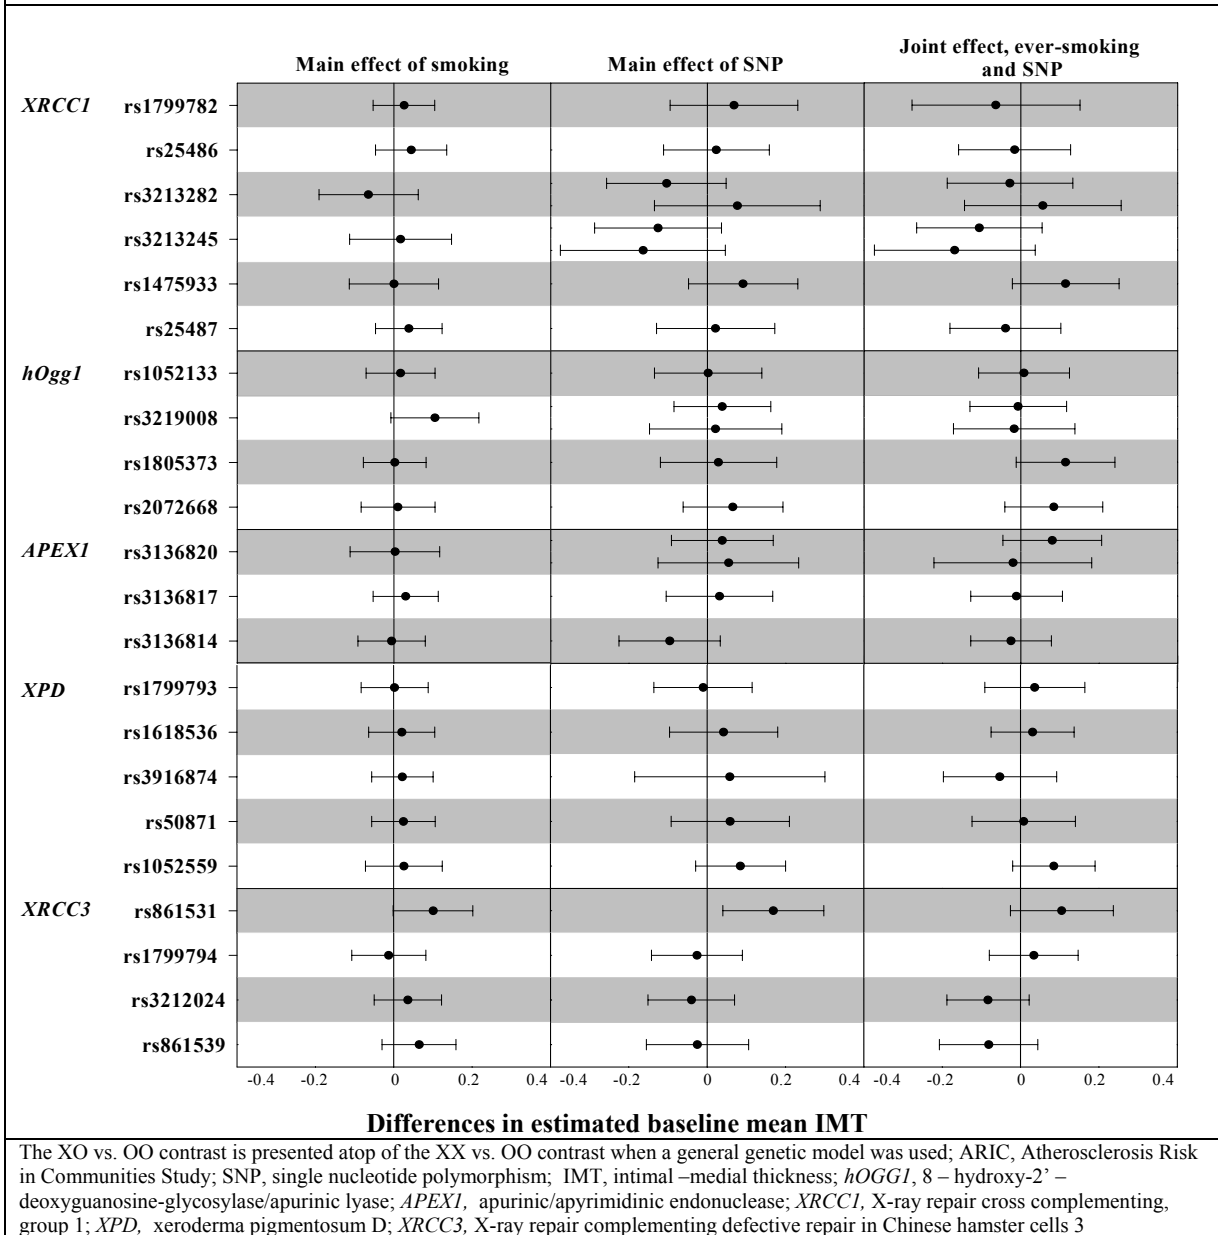 Main effect of smoking
Main effect of SNP
Joint effect, ever-smoking
and SNP
XRCC1
rs1799782
rs25486
rs3213282
rs3213245
rs1475933
rs25487
hOgg1
rs1052133
rs3219008
rs1805373
rs2072668
APEX1
rs3136820
rs3136817
rs3136814
XPD
rs1799793
rs1618536
rs3916874
rs50871
rs1052559
XRCC3
rs861531
rs1799794
rs3212024
rs861539
-0.4 -0.2 0 0.2 0.4 -0.4 -0.2 0 0.2 0.4 -0.4 -0.2 0 0.2 0.4
Differences in estimated baseline mean IMT
The XO vs. OO contrast is presented atop of the XX vs. OO contrast when a general genetic model was used; ARIC, Atherosclerosis Risk
in Communities Study; SNP, single nucleotide polymorphism; IMT, intimal –medial thickness; hOGG1, 8 – hydroxy-2’ –
deoxyguanosine-glycosylase/apurinic lyase; APEX1, apurinic/apyrimidinic endonuclease; XRCC1, X-ray repair cross complementing,
group 1; XPD, xeroderma pigmentosum D; XRCC3, X-ray repair complementing defective repair in Chinese hamster cells 3